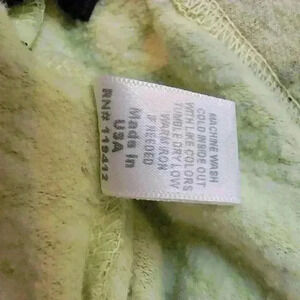 MACHINE WASH
COLD INSIDE OUT
WITH LIKE COLORS
TUMBLE DRY LOW
WARM IRON
IF NEEDED
Made in
USA
RN# 118417